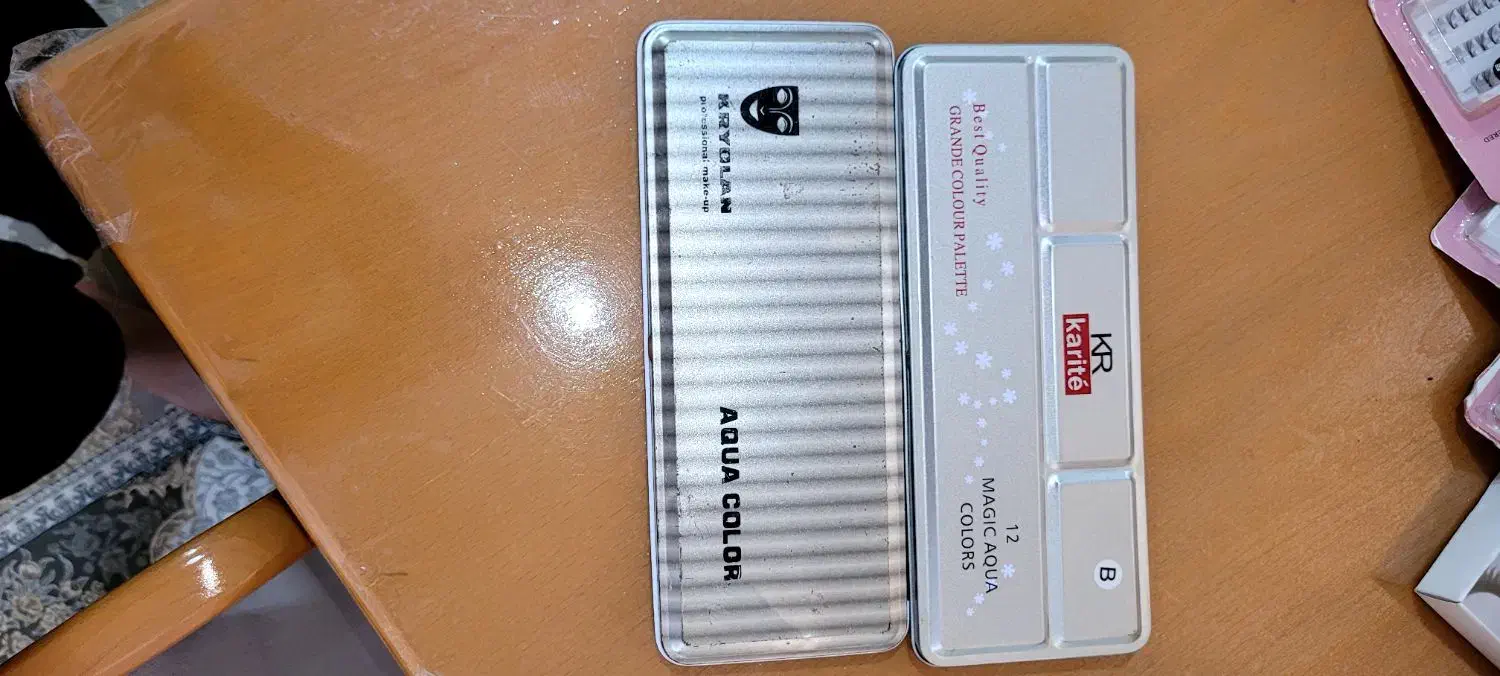 KRYOLAN
professional make-up
AQUA COLOR
KR
karité
B
Best Quality
GRANDE COLOUR PALETTE
12
MAGIC AQUA
COLORS